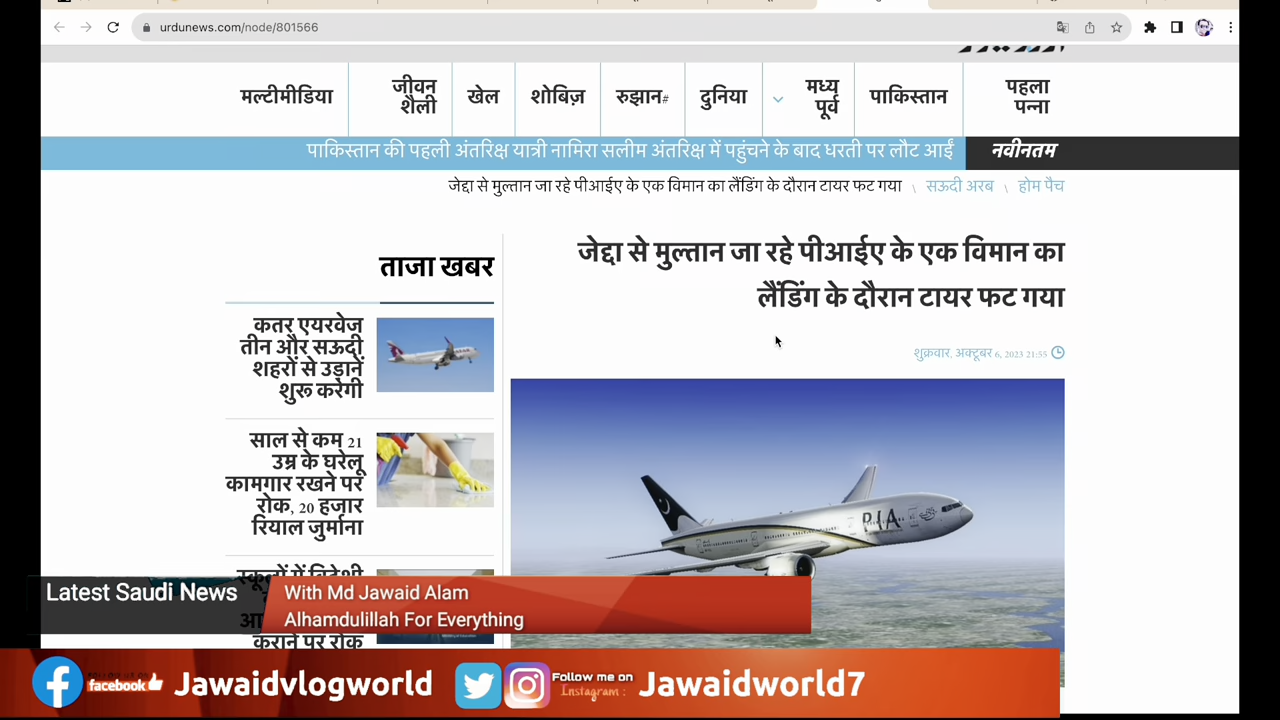 urdunews.com/node/801566
मल्टीमीडिया
जीवन
शैली
खेल
शोबिज़
रुझान#
दुनिया
मध्य
पूर्व
पाकिस्तान
पहला
पन्ना
पाकिस्तान की पहली अंतरिक्ष यात्री नामिरा सलीम अंतरिक्ष में पहुंचने के बाद धरती पर लौट आईं
नवीनतम
जेद्दा से मुल्तान जा रहे पीआईए के एक विमान का लैंडिंग के दौरान टायर फट गया \ सऊदी अरब \ होम पैच
जेद्दा से मुल्तान जा रहे पीआईए के एक विमान का
लैंडिंग के दौरान टायर फट गया
शुक्रवार, अक्टूबर 6, 2023 21:55
ताजा खबर
कतर एयरवेज
तीन और सऊदी
शहरों से उड़ानें
शुरू करेगी
साल से कम 21
उम्र के घरेलू
कामगार रखने पर
रोक, 20 हजार
रियाल जुर्माना
स्कूलों में विदेशी
कराने पर रोक
PIA
Latest Saudi News
With Md Jawaid Alam
Alhamdulillah For Everything
facebook
Jawaidvlogworld
Follow me on
Instagram :
Jawaidworld7